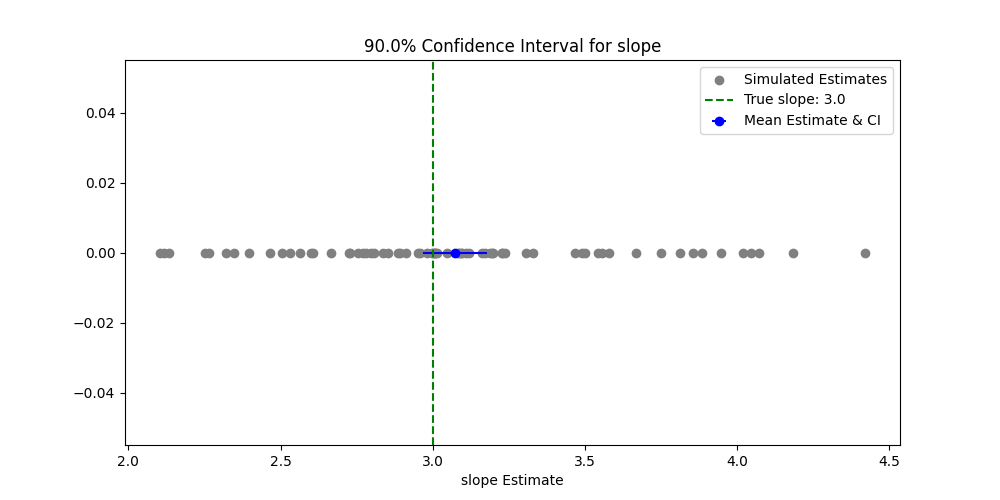 90.0% Confidence Interval for slope
Simulated Estimates
True slope: 3.0
Mean Estimate & CI
0.04
0.02
0.00
−0.02
−0.04
2.0 2.5 3.0 3.5 4.0 4.5
slope Estimate